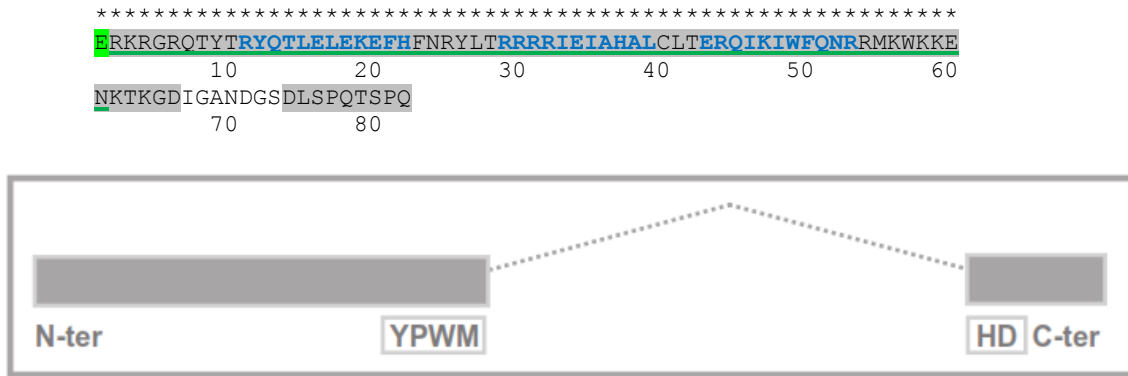 ************************************************************
ERKRGRQTYTRYQTLELEKEFHFNRYLTRRRRIEIAHALCLTERQIKIWFQNRRMKWKKE
10 20 30 40 50 60
NKTKGDIGANDGSDLSPQTSPQ
70 80
N-ter YPWM HD C-ter